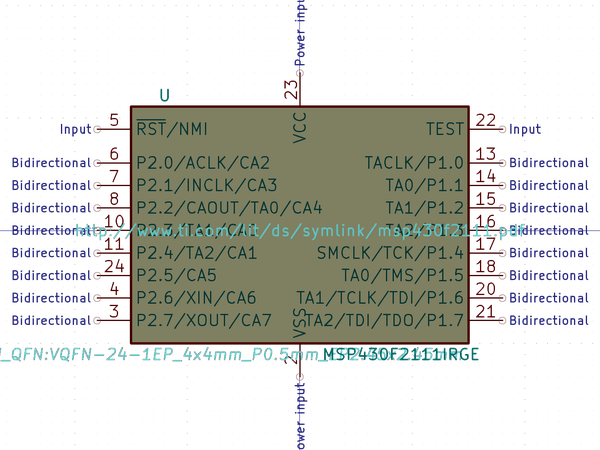 Power inpu
23
U
VCC
Input 5 RST/NMI TEST 22 Input
Bidirectional 6 P2.0/ACLK/CA2 TACLK/P1.0 13 Bidirectional
Bidirectional 7 P2.1/INCLK/CA3 TA0/P1.1 14 Bidirectional
Bidirectional 8 P2.2/CAOUT/TA0/CA4 TA1/P1.2 15 Bidirectional
Bidirectional 10 16 Bidirectional
http://www.ti.com/lit/ds/symlink/msp430f2111.pdf
Bidirectional 11 P2.4/TA2/CA1 SMCLK/TCK/P1.4 17 Bidirectional
Bidirectional 24 P2.5/CA5 TA0/TMS/P1.5 18 Bidirectional
Bidirectional 4 P2.6/XIN/CA6 TA1/TCLK/TDI/P1.6 20 Bidirectional
Bidirectional 3 P2.7/XOUT/CA7 TA2/TDI/TDO/P1.7 21 Bidirectional
VSS
_QFN:VQFN-24-1EP_4x4mm_P0.5mm_ MSP430F2111IRGE
2
ower input